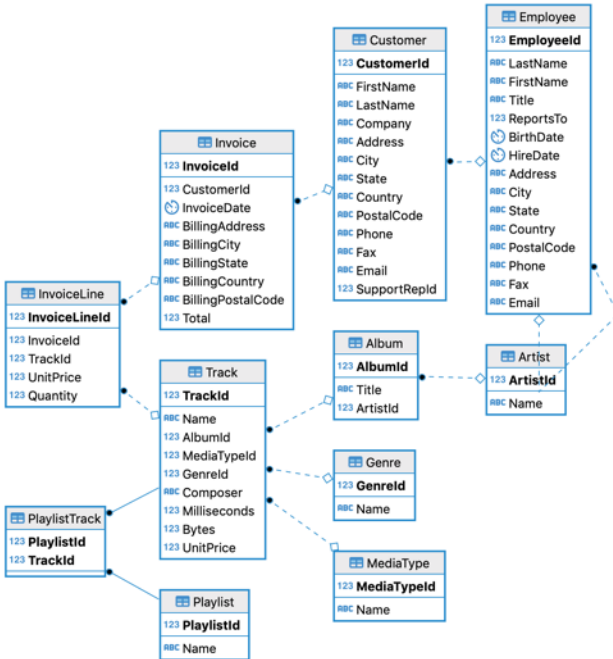 Employee
123 EmployeeId
ABC LastName
ABC FirstName
ABC Title
123 ReportsTo
BirthDate
HireDate
ABC Address
ABC City
ABC State
ABC Country
ABC PostalCode
ABC Phone
ABC Fax
ABC Email
Customer
123 CustomerId
ABC FirstName
ABC LastName
ABC Company
ABC Address
ABC City
ABC State
ABC Country
ABC PostalCode
ABC Phone
ABC Fax
ABC Email
123 SupportRepId
Invoice
123 InvoiceId
123 CustomerId
InvoiceDate
ABC BillingAddress
ABC BillingCity
ABC BillingState
ABC BillingCountry
ABC BillingPostalCode
123 Total
InvoiceLine
123 InvoiceLineId
123 InvoiceId
123 TrackId
123 UnitPrice
123 Quantity
Track
123 TrackId
ABC Name
123 AlbumId
123 MediaTypeId
123 GenreId
ABC Composer
123 Milliseconds
123 Bytes
123 UnitPrice
Album
123 AlbumId
ABC Title
123 ArtistId
Artist
123 ArtistId
ABC Name
Genre
123 GenreId
ABC Name
PlaylistTrack
123 PlaylistId
123 TrackId
MediaType
123 MediaTypeId
ABC Name
Playlist
123 PlaylistId
ABC Name